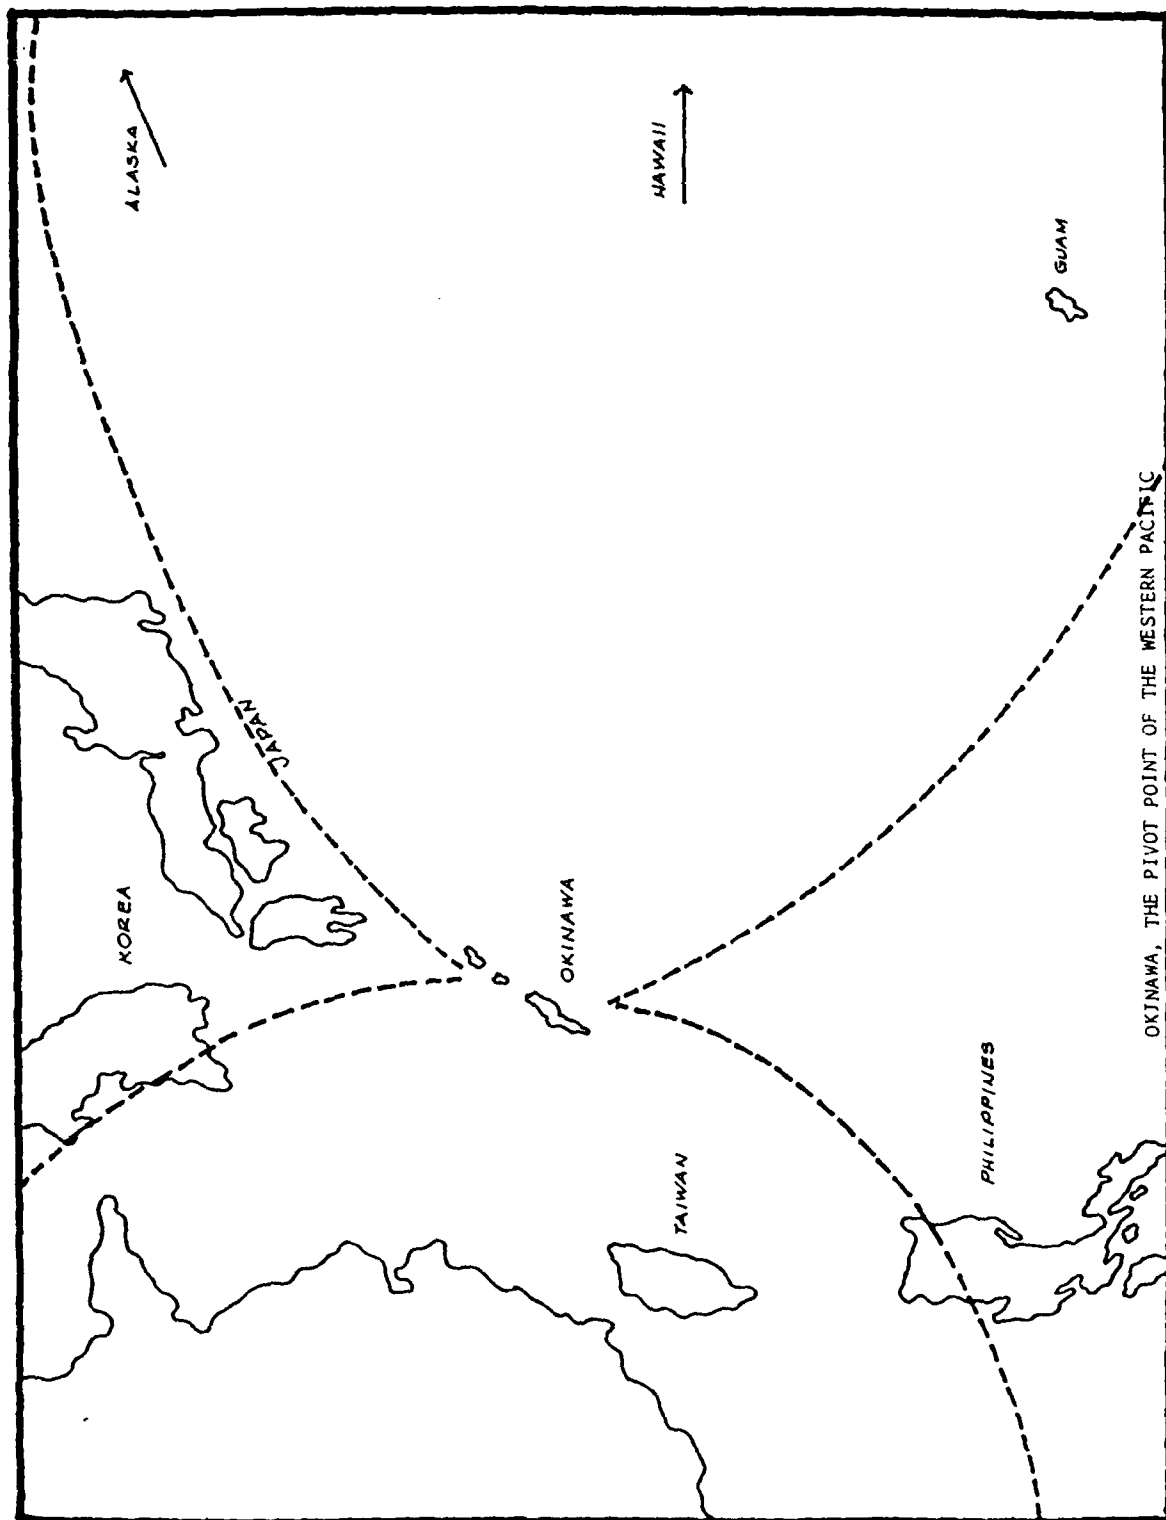 ALASKA
HAWAII
GUAM
JAPAN
KOREA
OKINAWA
TAIWAN
PHILIPPINES
OKINAWA, THE PIVOT POINT OF THE WESTERN PACIFIC